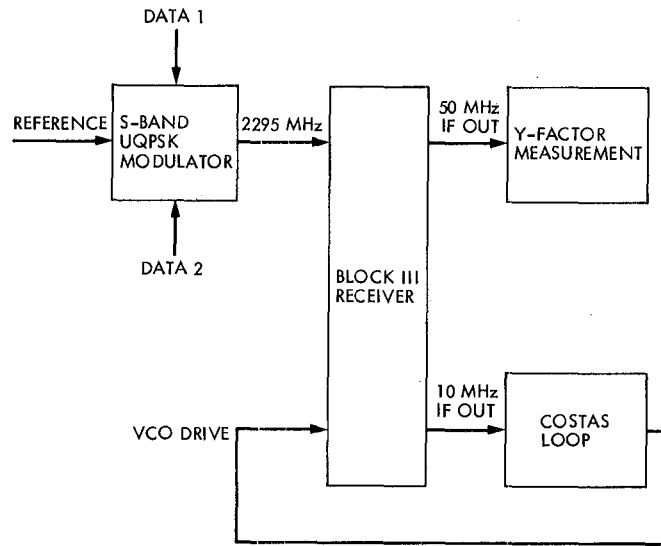 DATA 1
REFERENCE
S-BAND
UQPSK
MODULATOR
2295 MHz
DATA 2
BLOCK III
RECEIVER
50 MHz
IF OUT
Y-FACTOR
MEASUREMENT
10 MHz
IF OUT
COSTAS
LOOP
VCO DRIVE